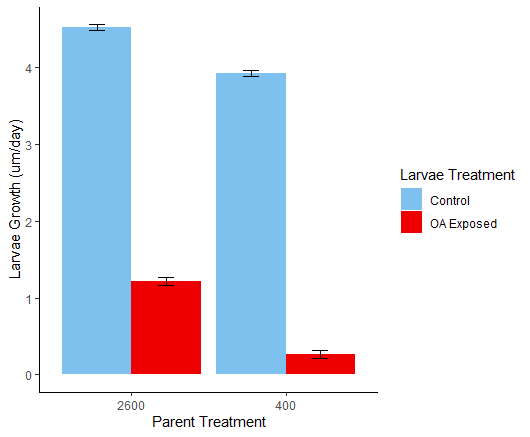 Larvae Growth (um/day)
4
3
2
1
0
2600
400
Parent Treatment
Larvae Treatment
Control
OA Exposed